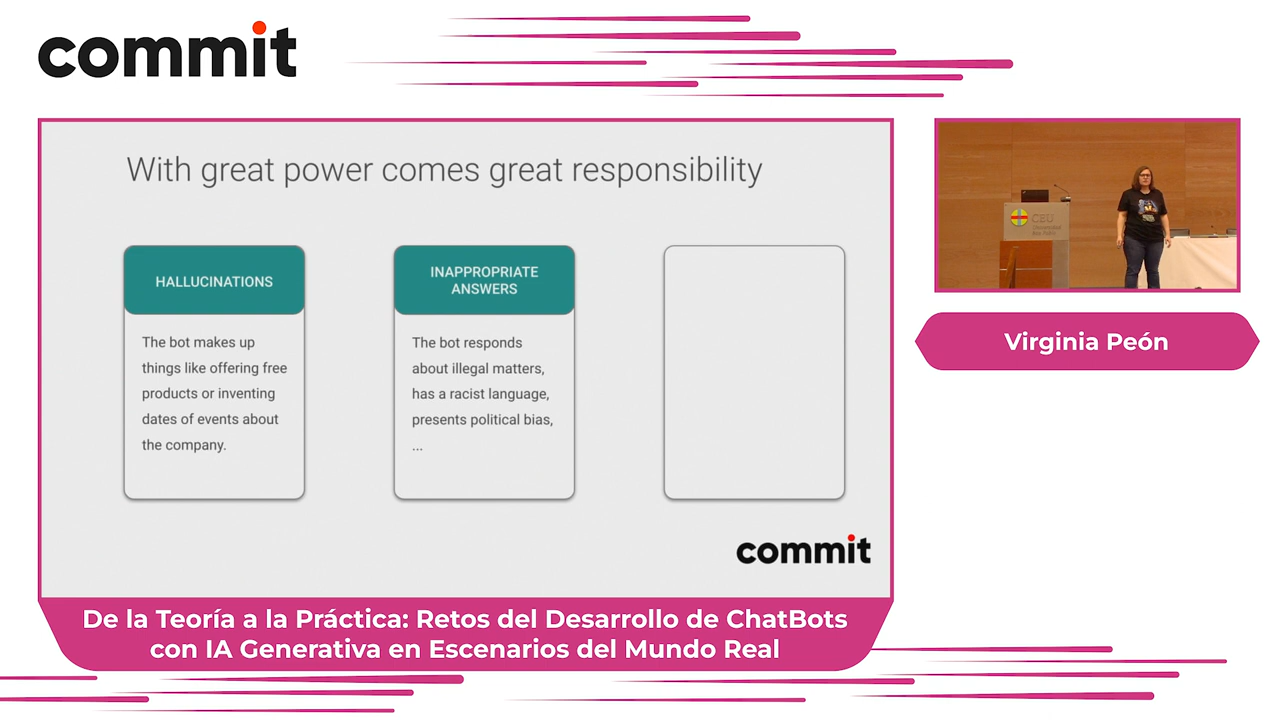 commit
With great power comes great responsibility
HALLUCINATIONS
The bot makes up
things like offering free
products or inventing
dates of events about
the company.
INAPPROPRIATE
ANSWERS
The bot responds
about illegal matters,
has a racist language,
presents political bias,
...
commit
CEU
Virginia Peón
De la Teoría a la Práctica: Retos del Desarrollo de ChatBots
con IA Generativa en Escenarios del Mundo Real